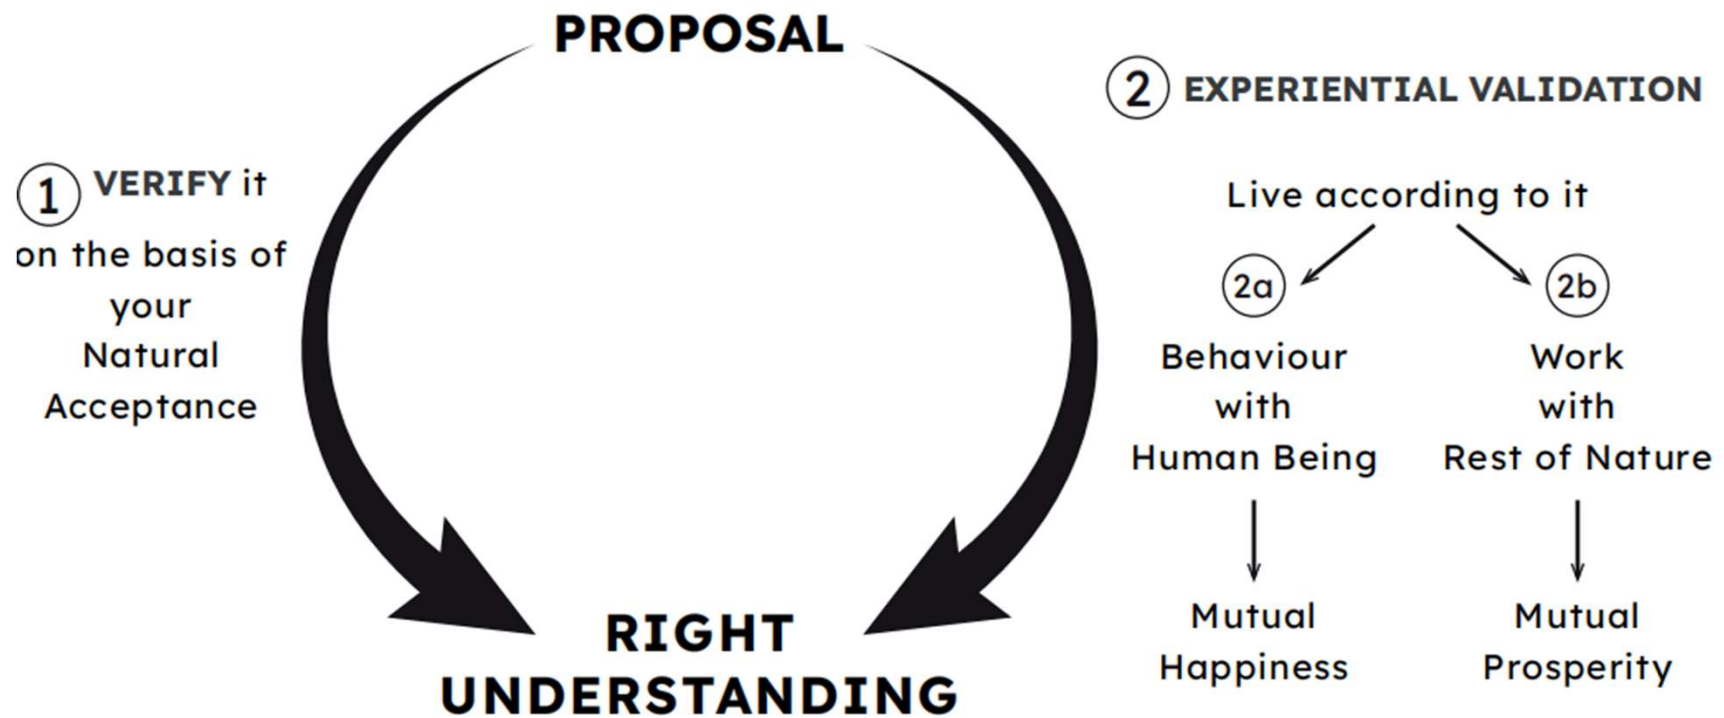 PROPOSAL
1 VERIFY it
on the basis of
your
Natural
Acceptance
2 EXPERIENTIAL VALIDATION
Live according to it
2a
Behaviour
with
Human Being
Mutual
Happiness
2b
Work
with
Rest of Nature
Mutual
Prosperity
RIGHT
UNDERSTANDING